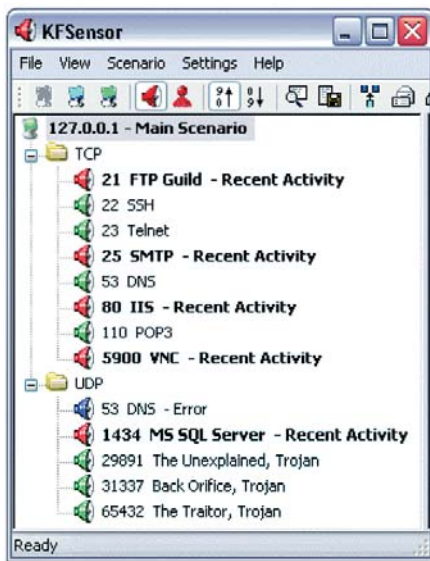 KFSensor
File View Scenario Settings Help
127.0.0.1 - Main Scenario
TCP
21 FTP Guild - Recent Activity
22 SSH
23 Telnet
25 SMTP - Recent Activity
53 DNS
80 IIS - Recent Activity
110 POP3
5900 VNC - Recent Activity
UDP
53 DNS - Error
1434 MS SQL Server - Recent Activity
29891 The Unexplained, Trojan
31337 Back Orifice, Trojan
65432 The Traitor, Trojan
Ready